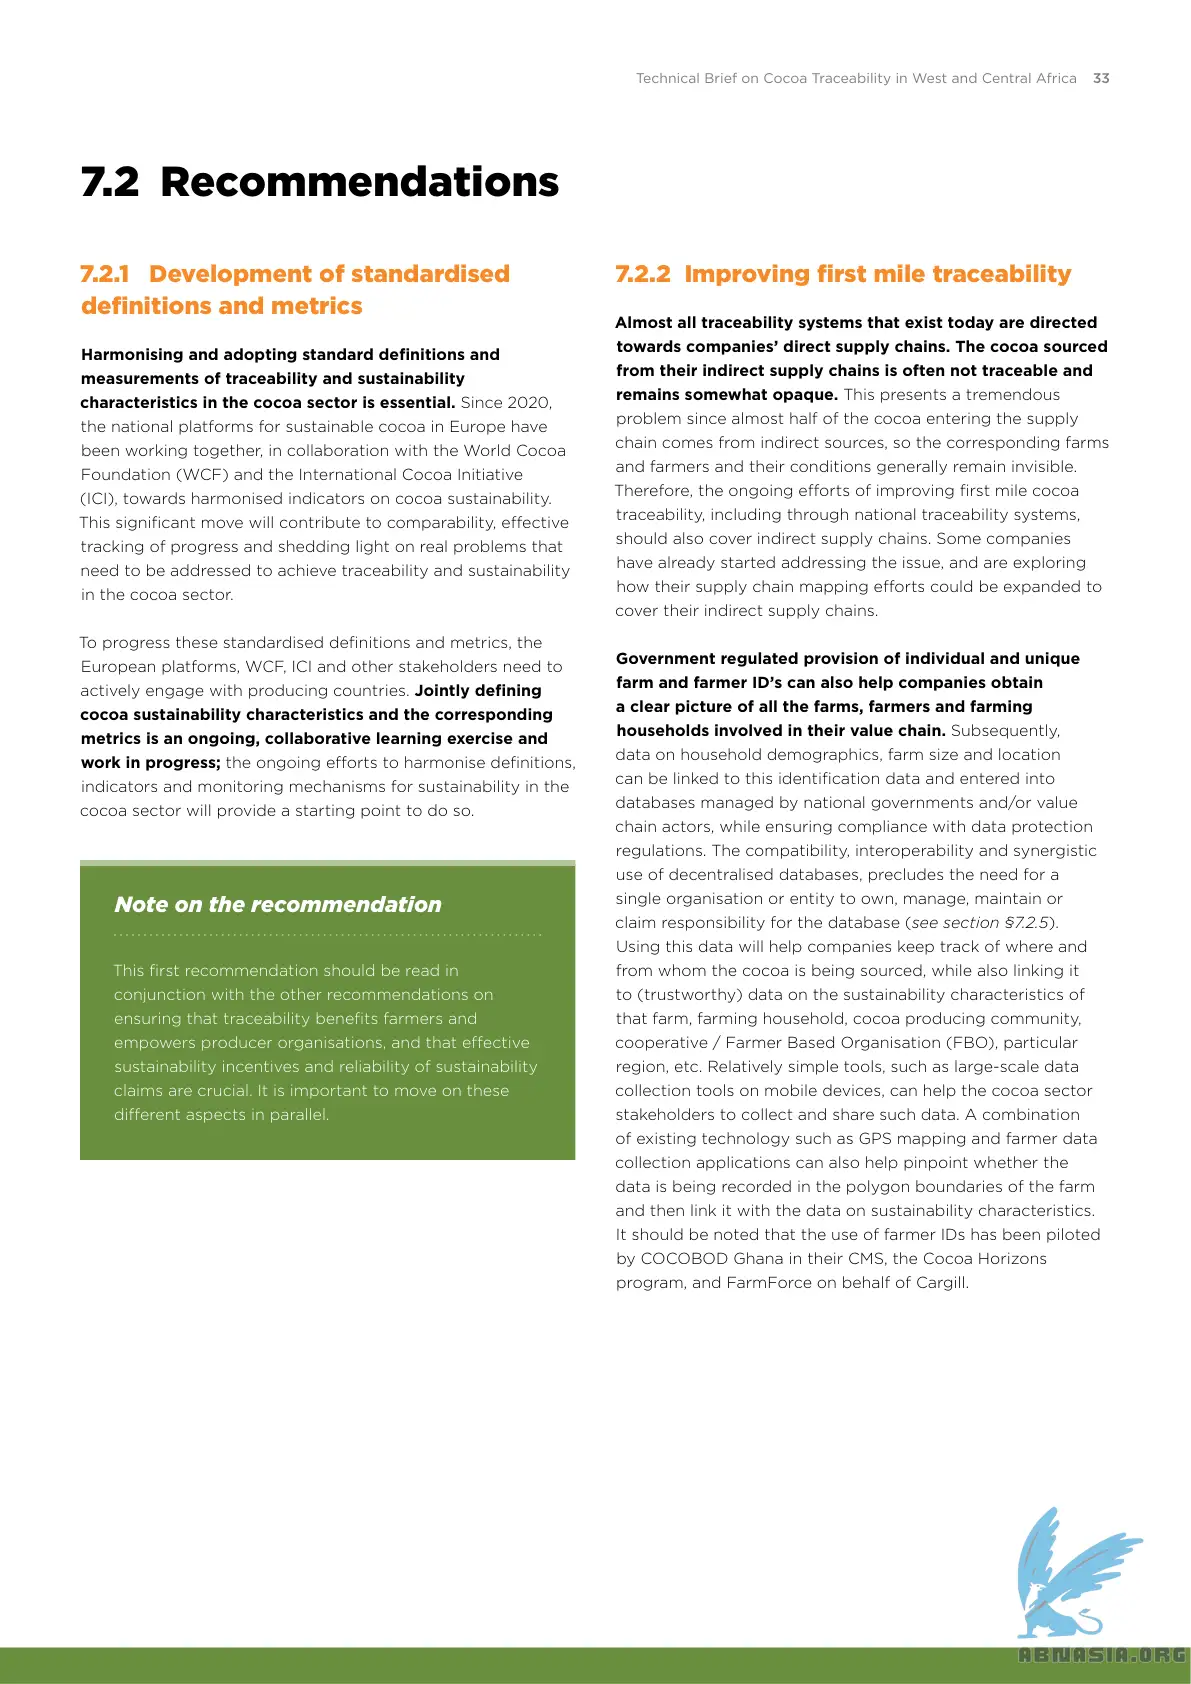 Technical Brief on Cocoa Traceability in West and Central Africa 33
7.2 Recommendations
7.2.1 Development of standardised
definitions and metrics
Harmonising and adopting standard definitions and
measurements of traceability and sustainability
characteristics in the cocoa sector is essential. Since 2020,
the national platforms for sustainable cocoa in Europe have
been working together, in collaboration with the World Cocoa
Foundation (WCF) and the International Cocoa Initiative
(ICI), towards harmonised indicators on cocoa sustainability.
This significant move will contribute to comparability, effective
tracking of progress and shedding light on real problems that
need to be addressed to achieve traceability and sustainability
in the cocoa sector.
To progress these standardised definitions and metrics, the
European platforms, WCF, ICI and other stakeholders need to
actively engage with producing countries. Jointly defining
cocoa sustainability characteristics and the corresponding
metrics is an ongoing, collaborative learning exercise and
work in progress; the ongoing efforts to harmonise definitions,
indicators and monitoring mechanisms for sustainability in the
cocoa sector will provide a starting point to do so.
Note on the recommendation
This first recommendation should be read in
conjunction with the other recommendations on
ensuring that traceability benefits farmers and
empowers producer organisations, and that effective
sustainability incentives and reliability of sustainability
claims are crucial. It is important to move on these
different aspects in parallel.
7.2.2 Improving first mile traceability
Almost all traceability systems that exist today are directed
towards companies’ direct supply chains. The cocoa sourced
from their indirect supply chains is often not traceable and
remains somewhat opaque. This presents a tremendous
problem since almost half of the cocoa entering the supply
chain comes from indirect sources, so the corresponding farms
and farmers and their conditions generally remain invisible.
Therefore, the ongoing efforts of improving first mile cocoa
traceability, including through national traceability systems,
should also cover indirect supply chains. Some companies
have already started addressing the issue, and are exploring
how their supply chain mapping efforts could be expanded to
cover their indirect supply chains.
Government regulated provision of individual and unique
farm and farmer ID’s can also help companies obtain
a clear picture of all the farms, farmers and farming
households involved in their value chain. Subsequently,
data on household demographics, farm size and location
can be linked to this identification data and entered into
databases managed by national governments and/or value
chain actors, while ensuring compliance with data protection
regulations. The compatibility, interoperability and synergistic
use of decentralised databases, precludes the need for a
single organisation or entity to own, manage, maintain or
claim responsibility for the database (see section §7.2.5).
Using this data will help companies keep track of where and
from whom the cocoa is being sourced, while also linking it
to (trustworthy) data on the sustainability characteristics of
that farm, farming household, cocoa producing community,
cooperative / Farmer Based Organisation (FBO), particular
region, etc. Relatively simple tools, such as large-scale data
collection tools on mobile devices, can help the cocoa sector
stakeholders to collect and share such data. A combination
of existing technology such as GPS mapping and farmer data
collection applications can also help pinpoint whether the
data is being recorded in the polygon boundaries of the farm
and then link it with the data on sustainability characteristics.
It should be noted that the use of farmer IDs has been piloted
by COCOBOD Ghana in their CMS, the Cocoa Horizons
program, and FarmForce on behalf of Cargill.
ABNASIA.ORG